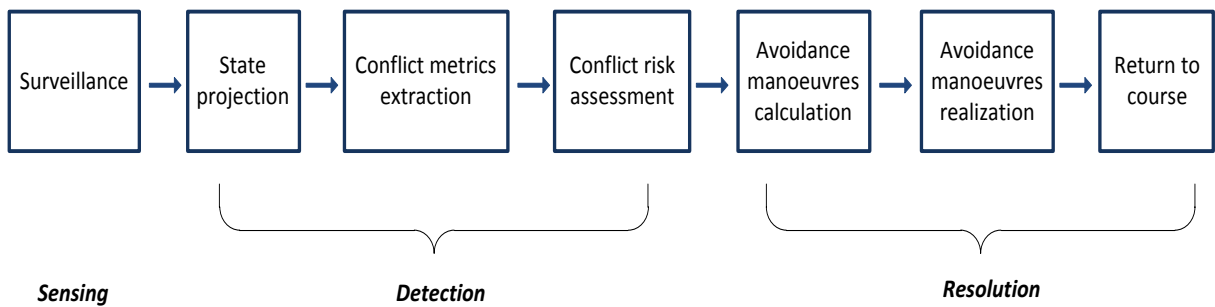 Surveillance
State
projection
Conflict metrics
extraction
Conflict risk
assessment
Avoidance
manoeuvres
calculation
Avoidance
manoeuvres
realization
Return to
course
Sensing
Detection
Resolution